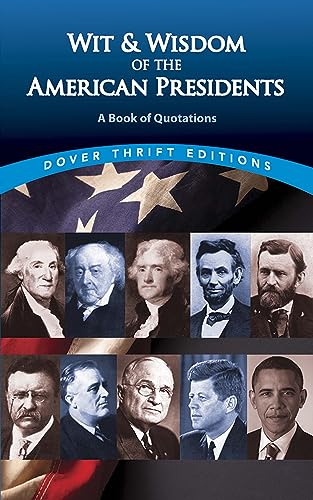 WIT & WISDOM
OF THE
AMERICAN PRESIDENTS
A Book of Quotations
DOVER THRIFT EDITIONS